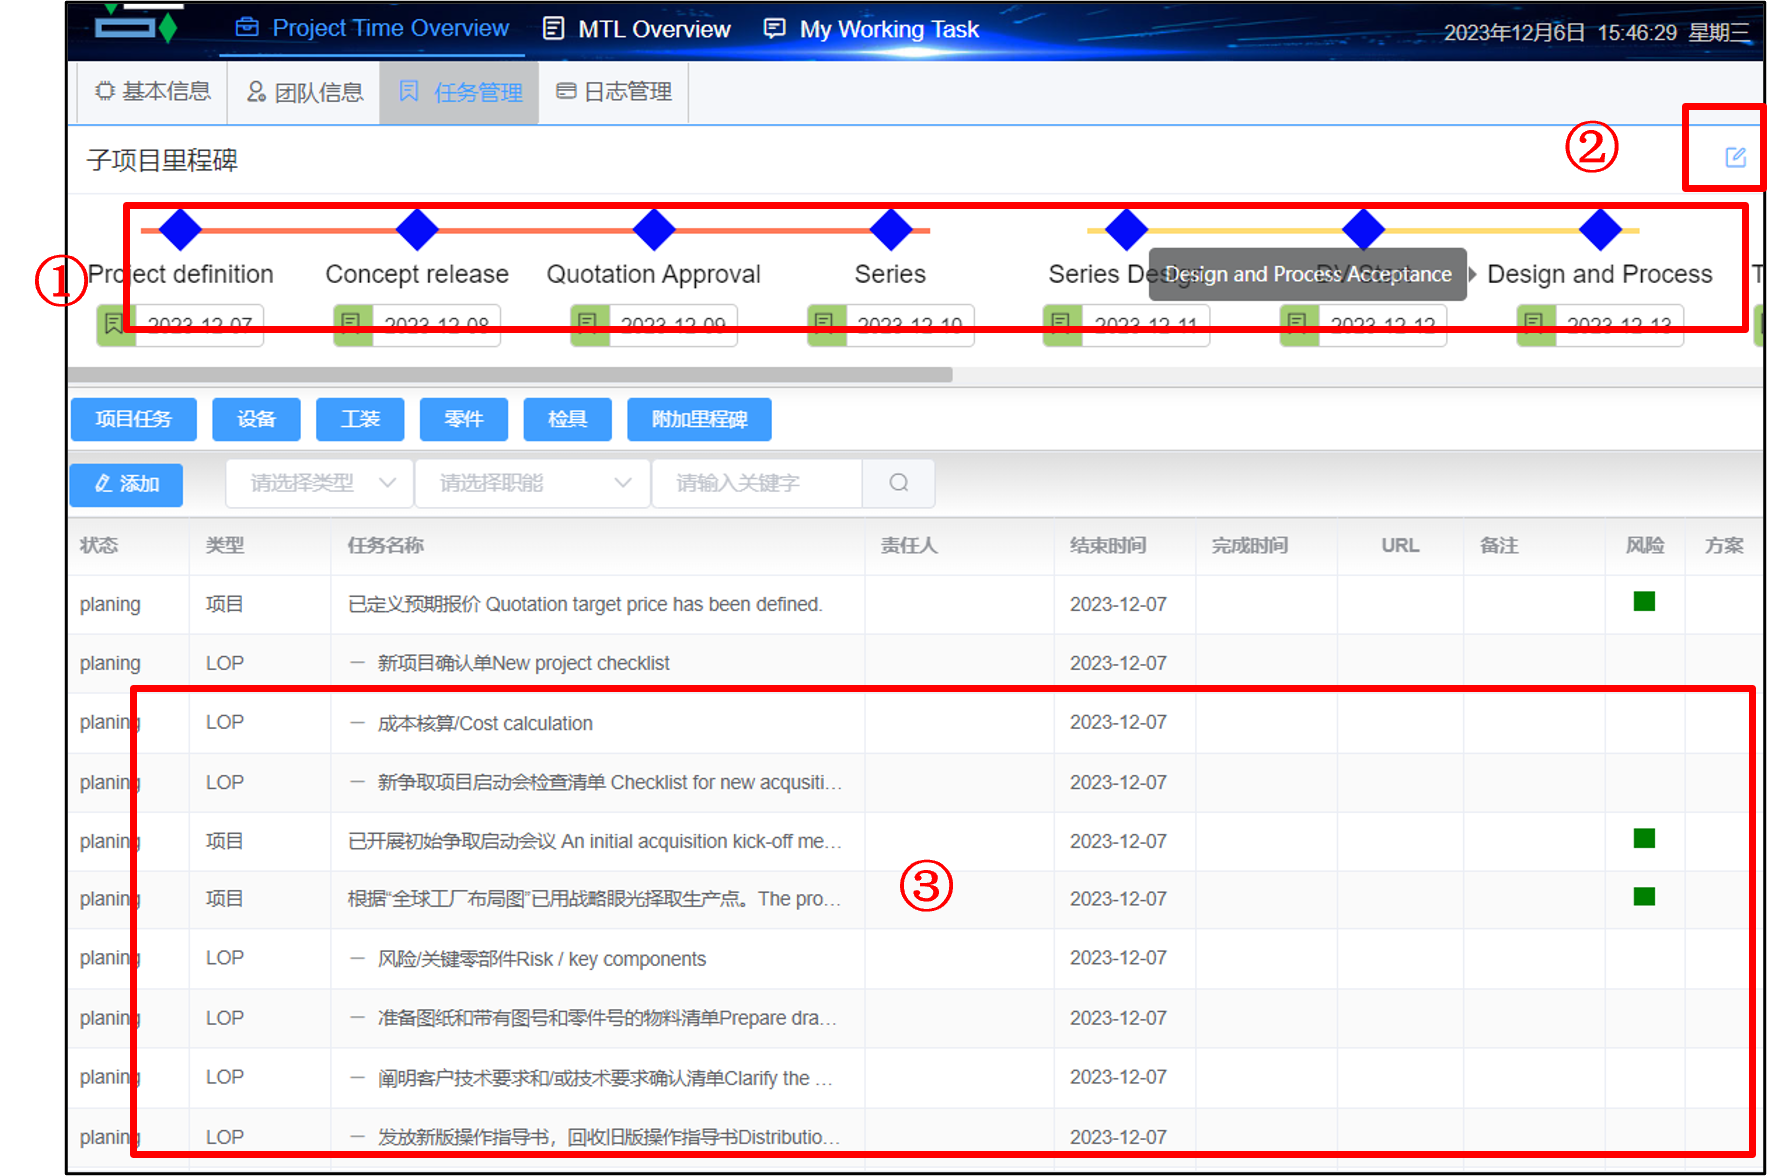 Project Time Overview MTL Overview My Working Task 2023年12月6日 15:46:29 星期三
基本信息 团队信息 任务管理 日志管理
子项目里程碑 ②
① Project definition Concept release Quotation Approval Series Series Des Design and Process Acceptance Design and Process T
2023-12-07 2023-12-08 2023-12-09 2023-12-10 2023-12-11 2023-12-12 2023-12-13
项目任务 设备 工装 零件 检具 附加里程碑
添加 请选择类型 请选择职能 请输入关键字
状态 类型 任务名称 责任人 结束时间 完成时间 URL 备注 风险 方案
planing 项目 已定义预期报价 Quotation target price has been defined. 2023-12-07
planing LOP — 新项目确认单New project checklist 2023-12-07
planing LOP — 成本核算/Cost calculation 2023-12-07
planing LOP — 新争取项目启动会检查清单 Checklist for new acqusiti... 2023-12-07
planing 项目 已开展初始争取启动会议 An initial acquisition kick-off me... 2023-12-07
planing 项目 根据“全球工厂布局图”已用战略眼光择取生产点。The pro... ③ 2023-12-07
planing LOP — 风险/关键零部件Risk / key components 2023-12-07
planing LOP — 准备图纸和带有图号和零件号的物料清单Prepare dra... 2023-12-07
planing LOP — 阐明客户技术要求和/或技术要求确认清单Clarify the ... 2023-12-07
planing LOP — 发放新版操作指导书，回收旧版操作指导书Distributio... 2023-12-07